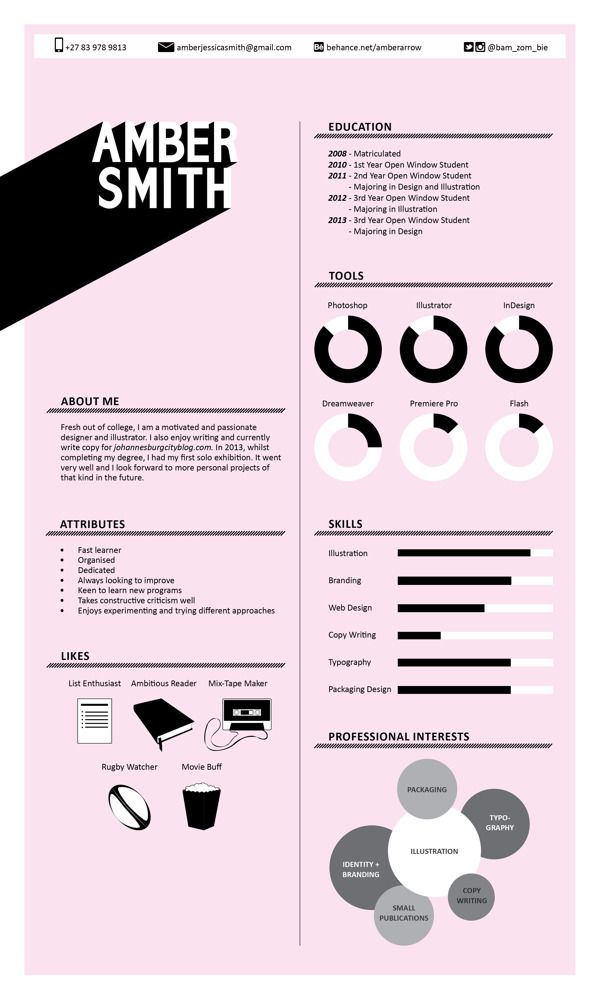 +27 83 978 9813
amberjessicasmith@gmail.com
Bē behance.net/amberarrow
@bam_zom_bie
AMBER
SMITH
ABOUT ME
Fresh out of college, I am a motivated and passionate
designer and illustrator. I also enjoy writing and currently
write copy for johannesburgcityblog.com. In 2013, whilst
completing my degree, I had my first solo exhibition. It went
very well and I look forward to more personal projects of
that kind in the future.
ATTRIBUTES
• Fast learner
• Organised
• Dedicated
• Always looking to improve
• Keen to learn new programs
• Takes constructive criticism well
• Enjoys experimenting and trying different approaches
LIKES
List Enthusiast
Ambitious Reader
Mix-Tape Maker
Rugby Watcher
Movie Buff
EDUCATION
2008 - Matriculated
2010 - 1st Year Open Window Student
2011 - 2nd Year Open Window Student
- Majoring in Design and Illustration
2012 - 3rd Year Open Window Student
- Majoring in Illustration
2013 - 3rd Year Open Window Student
- Majoring in Design
TOOLS
Photoshop
Illustrator
InDesign
Dreamweaver
Premiere Pro
Flash
SKILLS
Illustration
Branding
Web Design
Copy Writing
Typography
Packaging Design
PROFESSIONAL INTERESTS
PACKAGING
TYPO-
GRAPHY
ILLUSTRATION
IDENTITY +
BRANDING
COPY
WRITING
SMALL
PUBLICATIONS